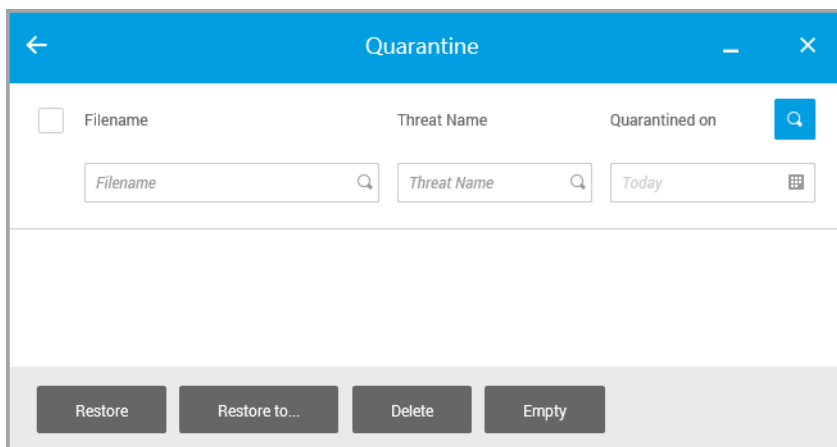 Quarantine
Filename Threat Name Quarantined on
Filename Threat Name Today
Restore Restore to... Delete Empty